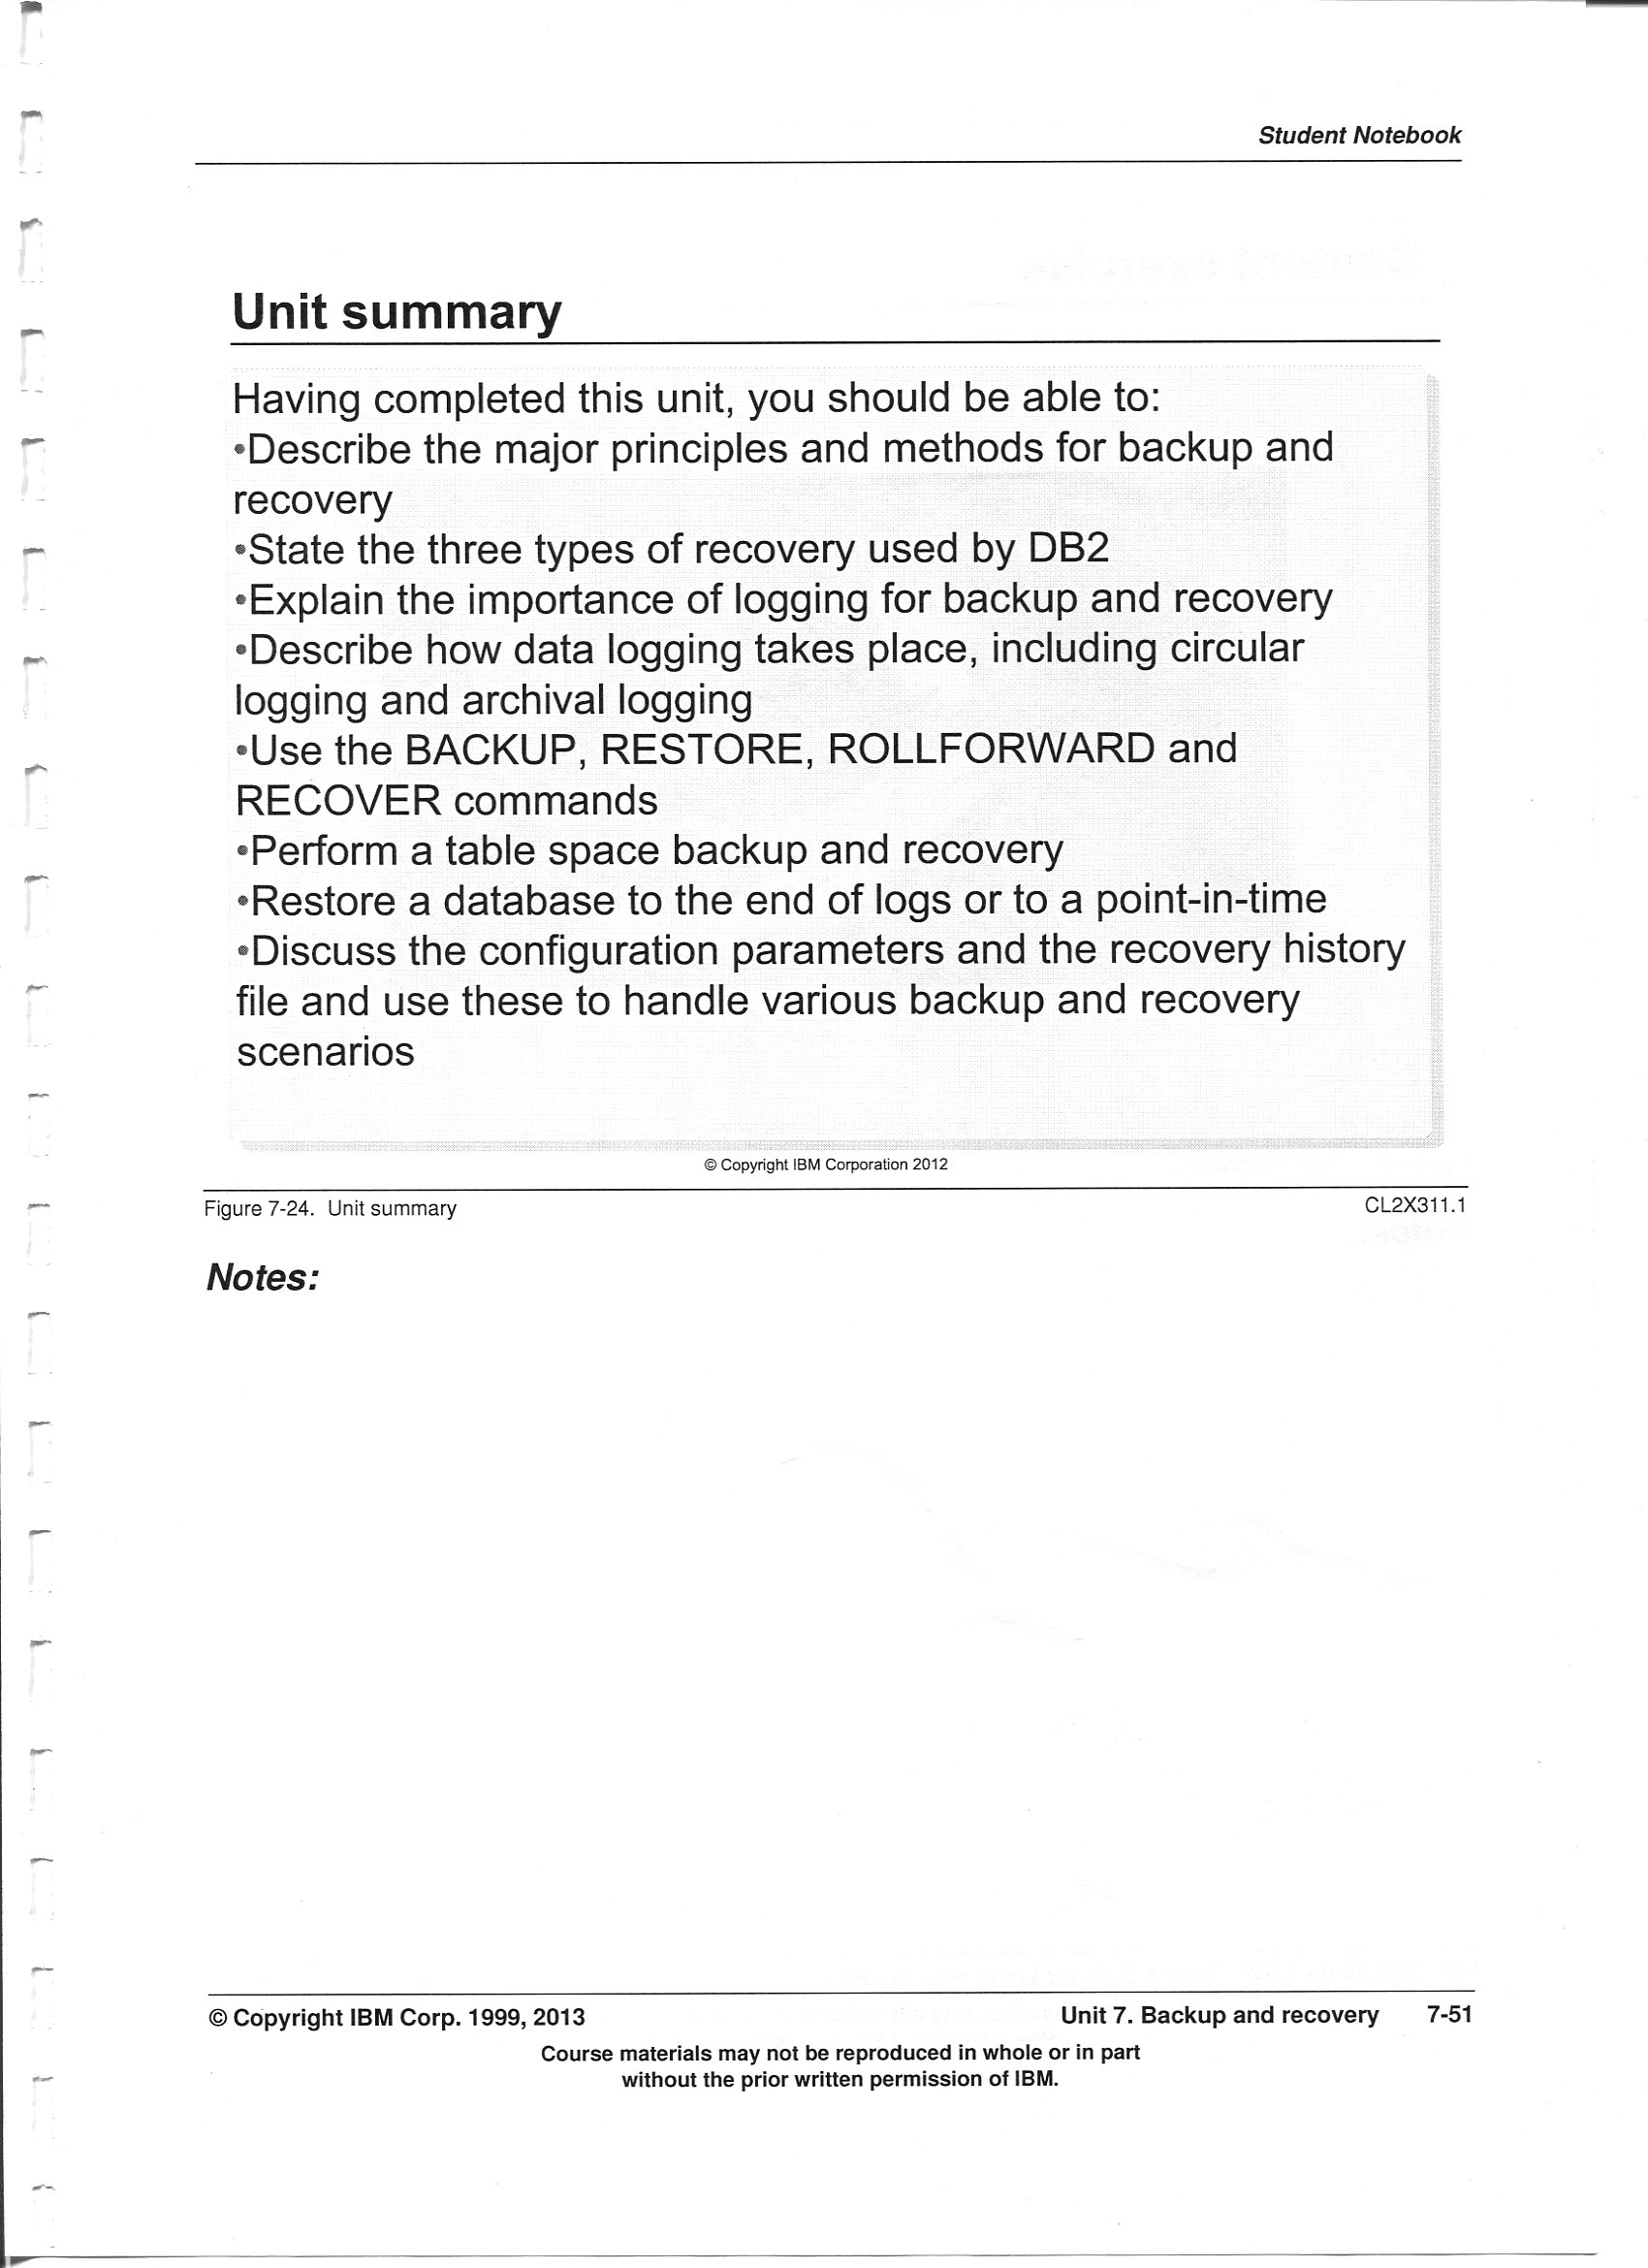 Student Notebook
Unit summary
Having completed this unit, you should be able to:
•Describe the major principles and methods for backup and
recovery
•State the three types of recovery used by DB2
•Explain the importance of logging for backup and recovery
•Describe how data logging takes place, including circular
logging and archival logging
•Use the BACKUP, RESTORE, ROLLFORWARD and
RECOVER commands
•Perform a table space backup and recovery
•Restore a database to the end of logs or to a point-in-time
•Discuss the configuration parameters and the recovery history
file and use these to handle various backup and recovery
scenarios
© Copyright IBM Corporation 2012
Figure 7-24. Unit summary CL2X311.1
Notes:
© Copyright IBM Corp. 1999, 2013 Unit 7. Backup and recovery 7-51
Course materials may not be reproduced in whole or in part
without the prior written permission of IBM.